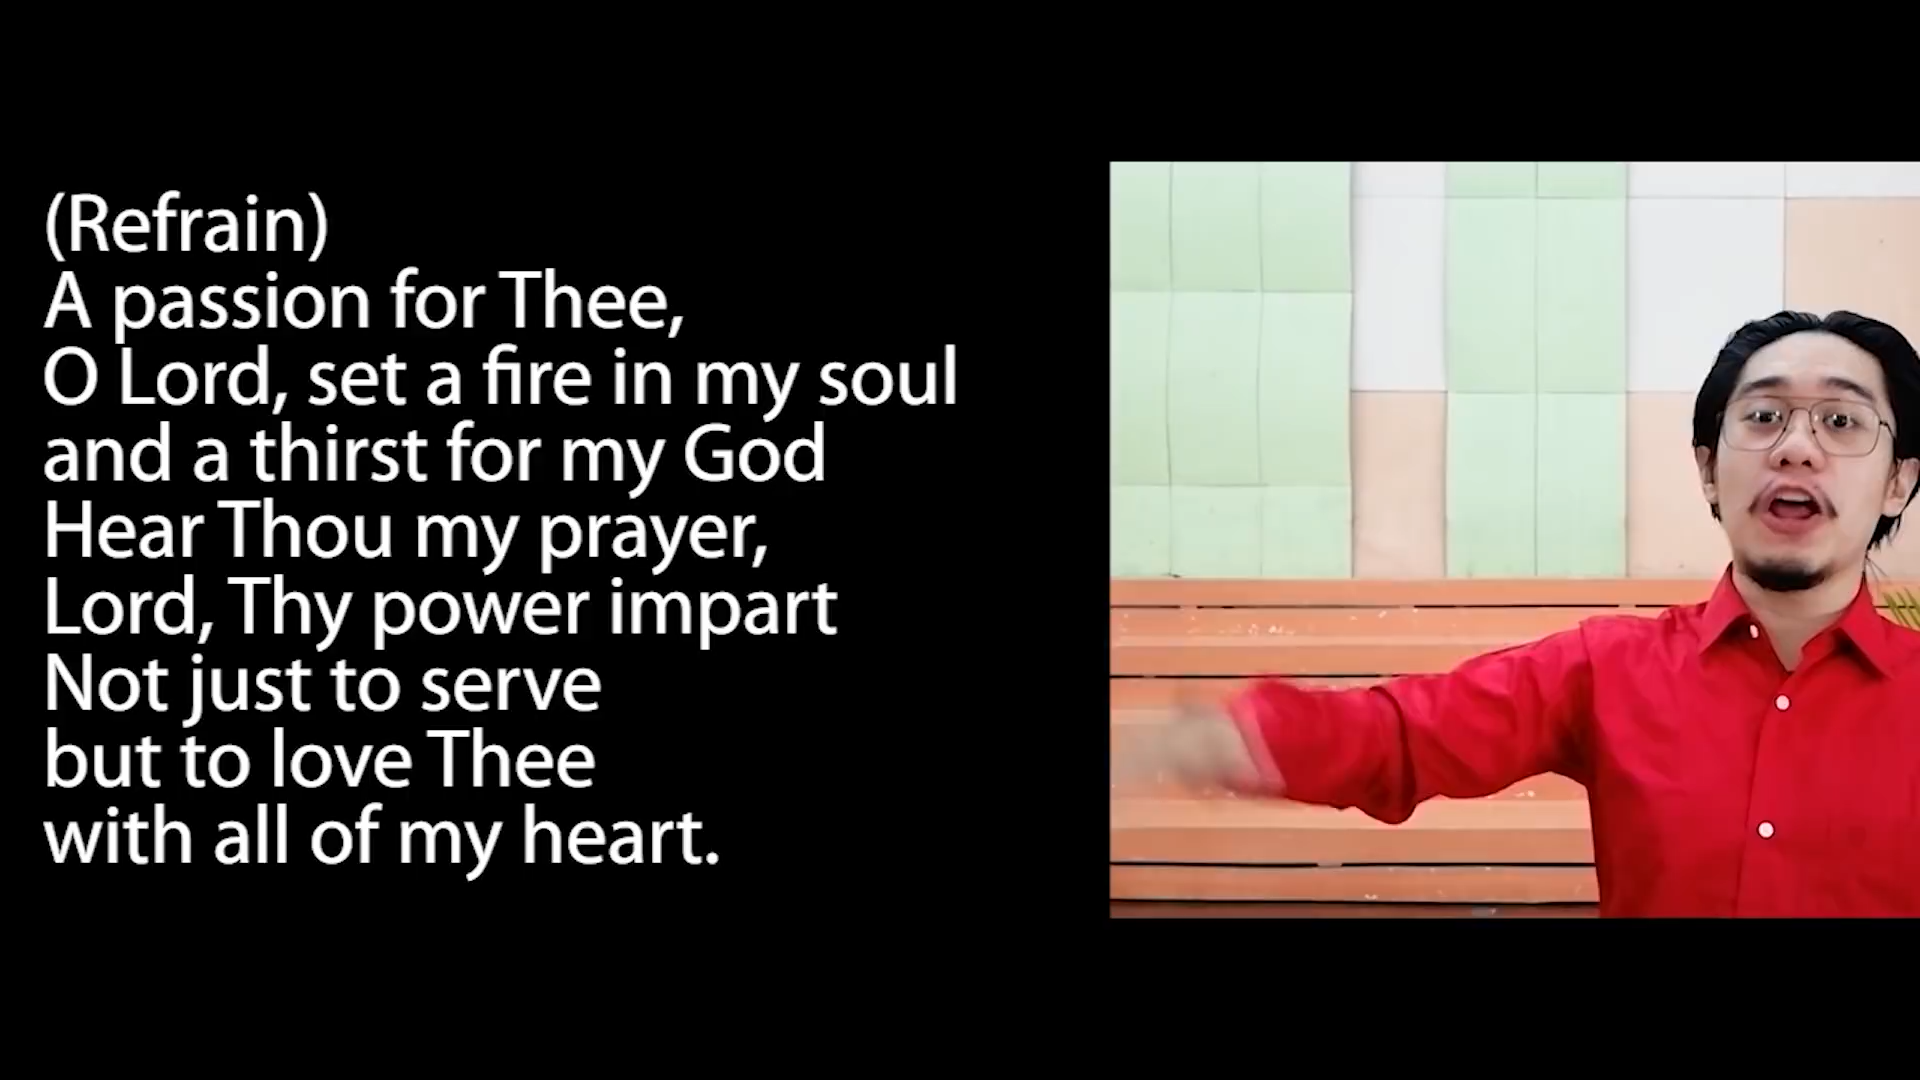 (Refrain)
A passion for Thee,
O Lord, set a fire in my soul
and a thirst for my God
Hear Thou my prayer,
Lord, Thy power impart
Not just to serve
but to love Thee
with all of my heart.